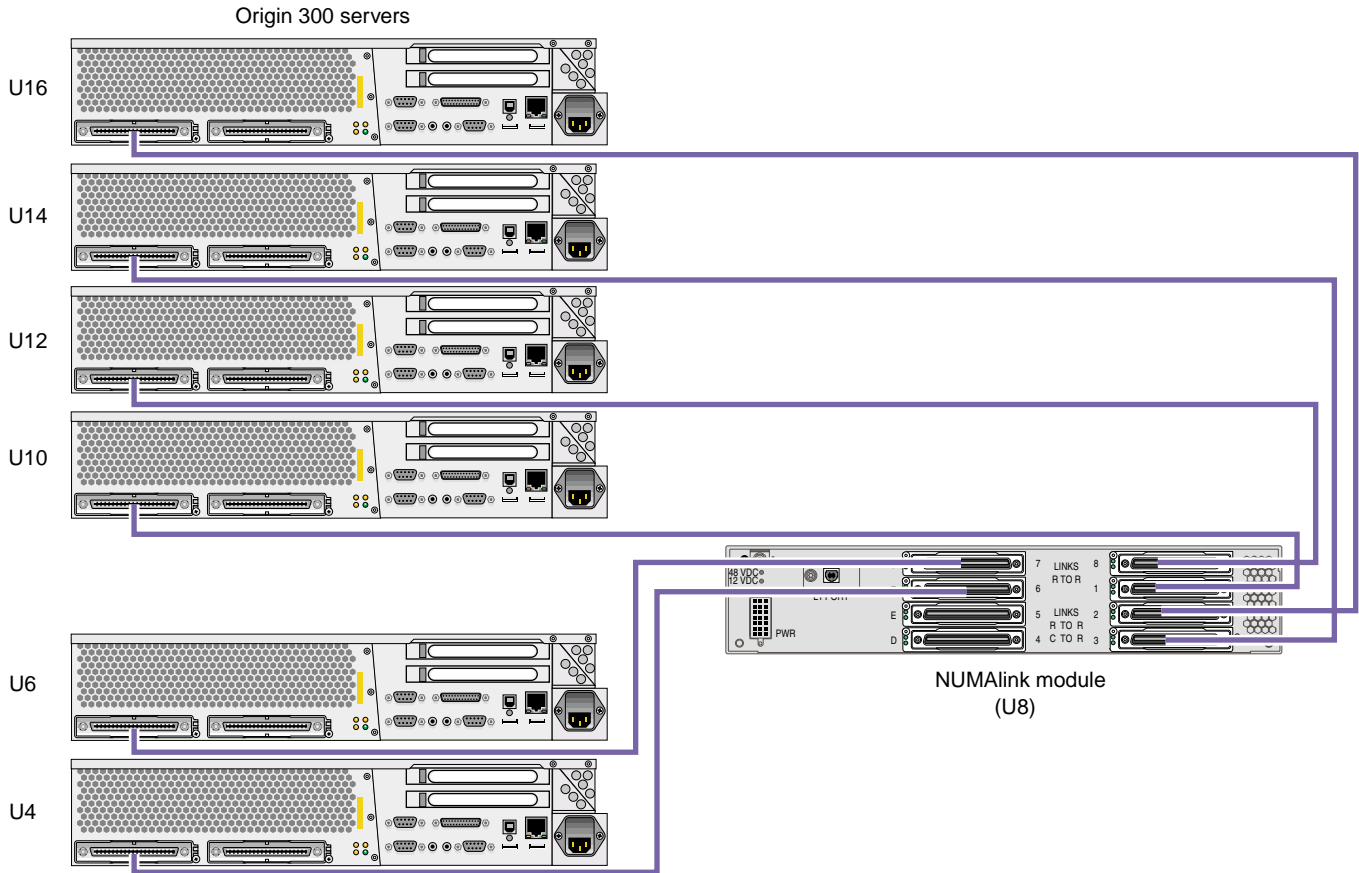 Origin 300 servers
U16
U14
U12
U10
48 VDC
12 VDC
7 LINKS 8
R TO R
6 1
E 5 LINKS 2
R TO R
D 4 C TO R 3
PWR
NUMAlink module
(U8)
U6
U4